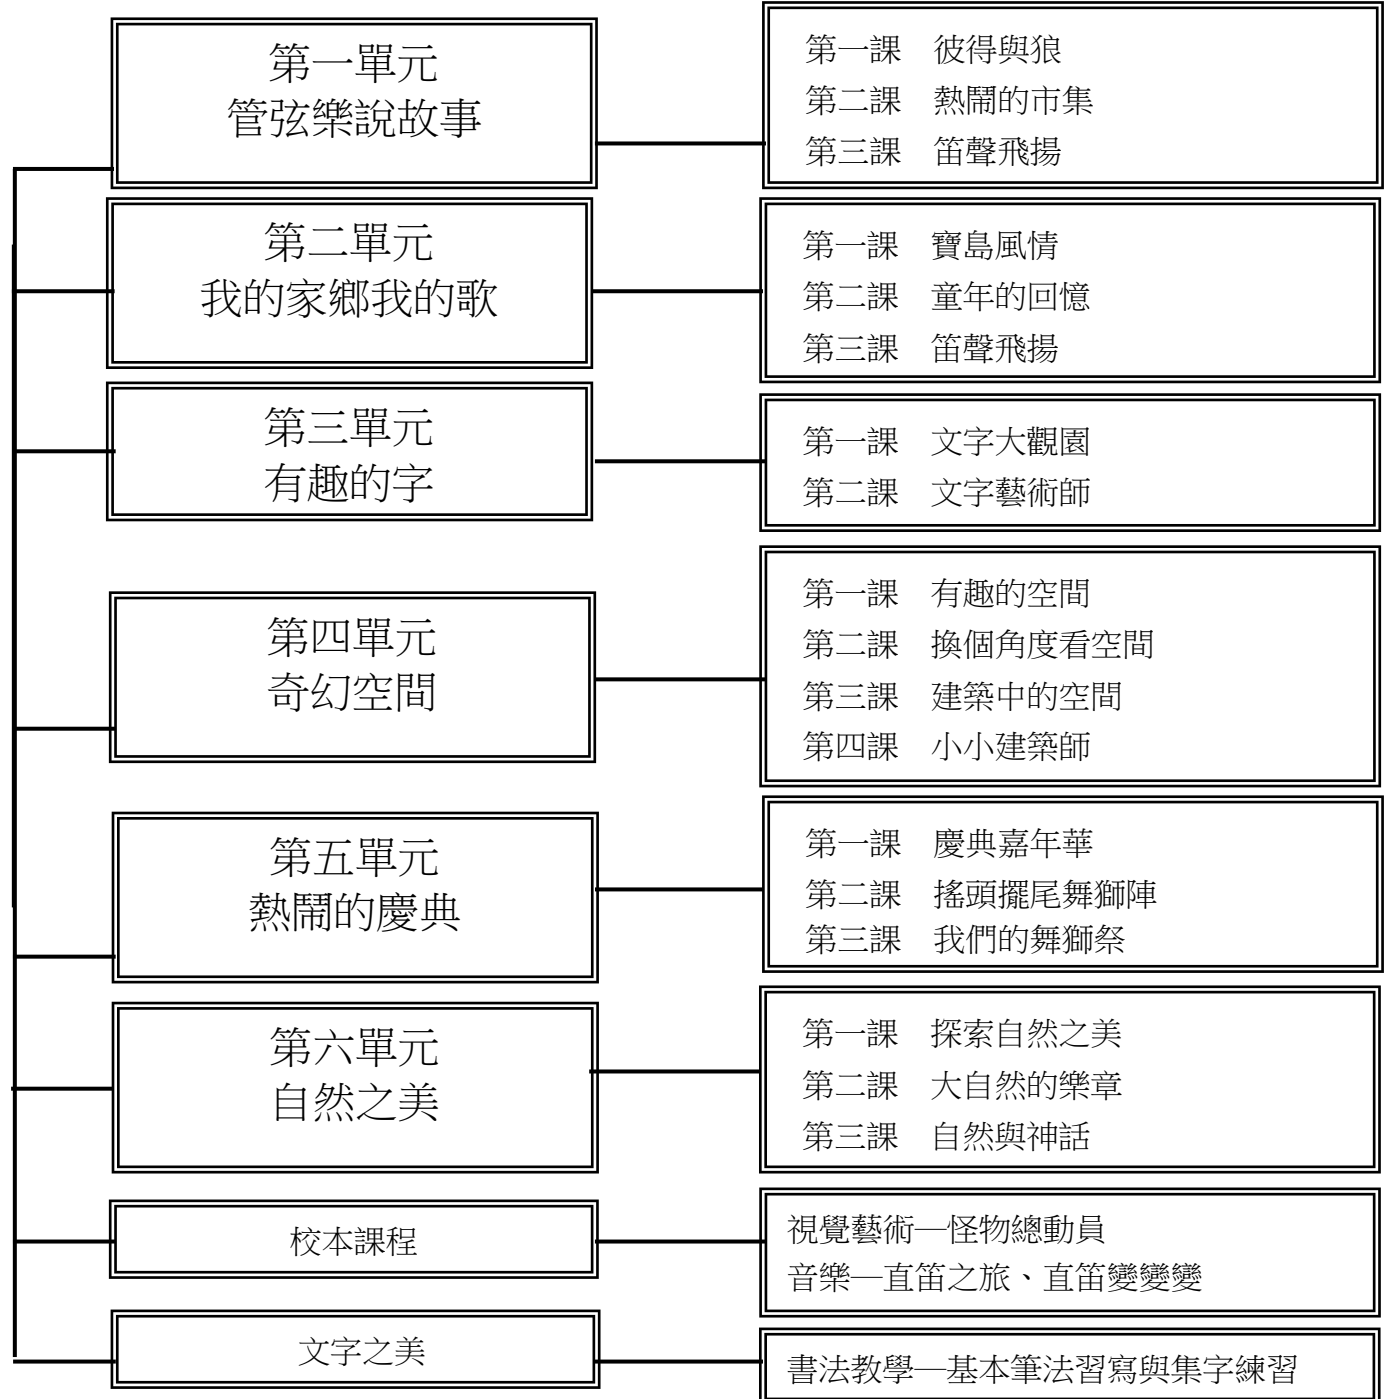 第一單元
管弦樂說故事
第一課　彼得與狼
第二課　熱鬧的市集
第三課　笛聲飛揚
第二單元
我的家鄉我的歌
第一課　寶島風情
第二課　童年的回憶
第三課　笛聲飛揚
第三單元
有趣的字
第一課　文字大觀園
第二課　文字藝術師
第四單元
奇幻空間
第一課　有趣的空間
第二課　換個角度看空間
第三課　建築中的空間
第四課　小小建築師
第五單元
熱鬧的慶典
第一課　慶典嘉年華
第二課　搖頭擺尾舞獅陣
第三課　我們的舞獅祭
第六單元
自然之美
第一課　探索自然之美
第二課　大自然的樂章
第三課　自然與神話
校本課程
視覺藝術─怪物總動員
音樂─直笛之旅、直笛變變變
文字之美
書法教學─基本筆法習寫與集字練習